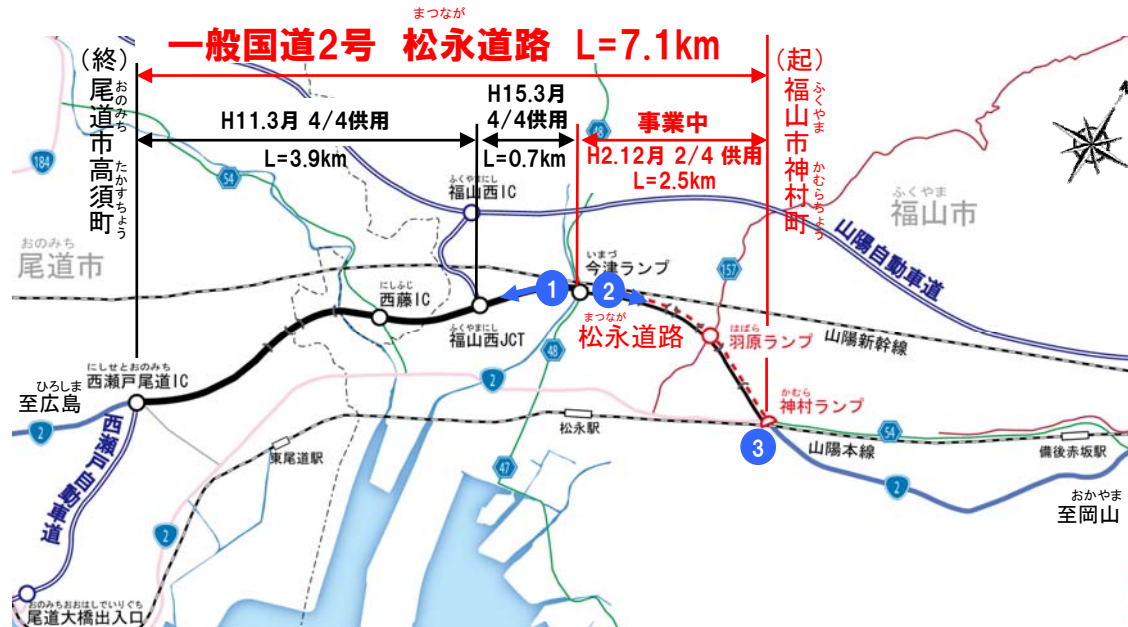 まつなが
一般国道2号 松永道路 L=7.1km
(終)尾道市高須町
おのみち たかすちょう
(起)福山市神村町
ふくやま かむらちょう
H11.3月 4/4供用
L=3.9km
H15.3月
4/4供用
L=0.7km
事業中
H2.12月 2/4 供用
L=2.5km
184
54
48
ふくやまにし
福山西IC
ふくやま
福山市
山陽自動車道
おのみち
尾道市
いまづ
今津ランプ
157
にしふじ
西藤IC
1
2
まつなが
松永道路
はばら
羽原ランプ
山陽新幹線
ふくやまにし
福山西JCT
48
2
にしせとおのみち
西瀬戸尾道IC
ひろしま
至広島
2
かむら
神村ランプ
松永駅
54
3
山陽本線
備後赤坂駅
東尾道駅
47
2
おかやま
至岡山
西瀬戸自動車道
2
おのみちおおはしでいりぐち
尾道大橋出入口